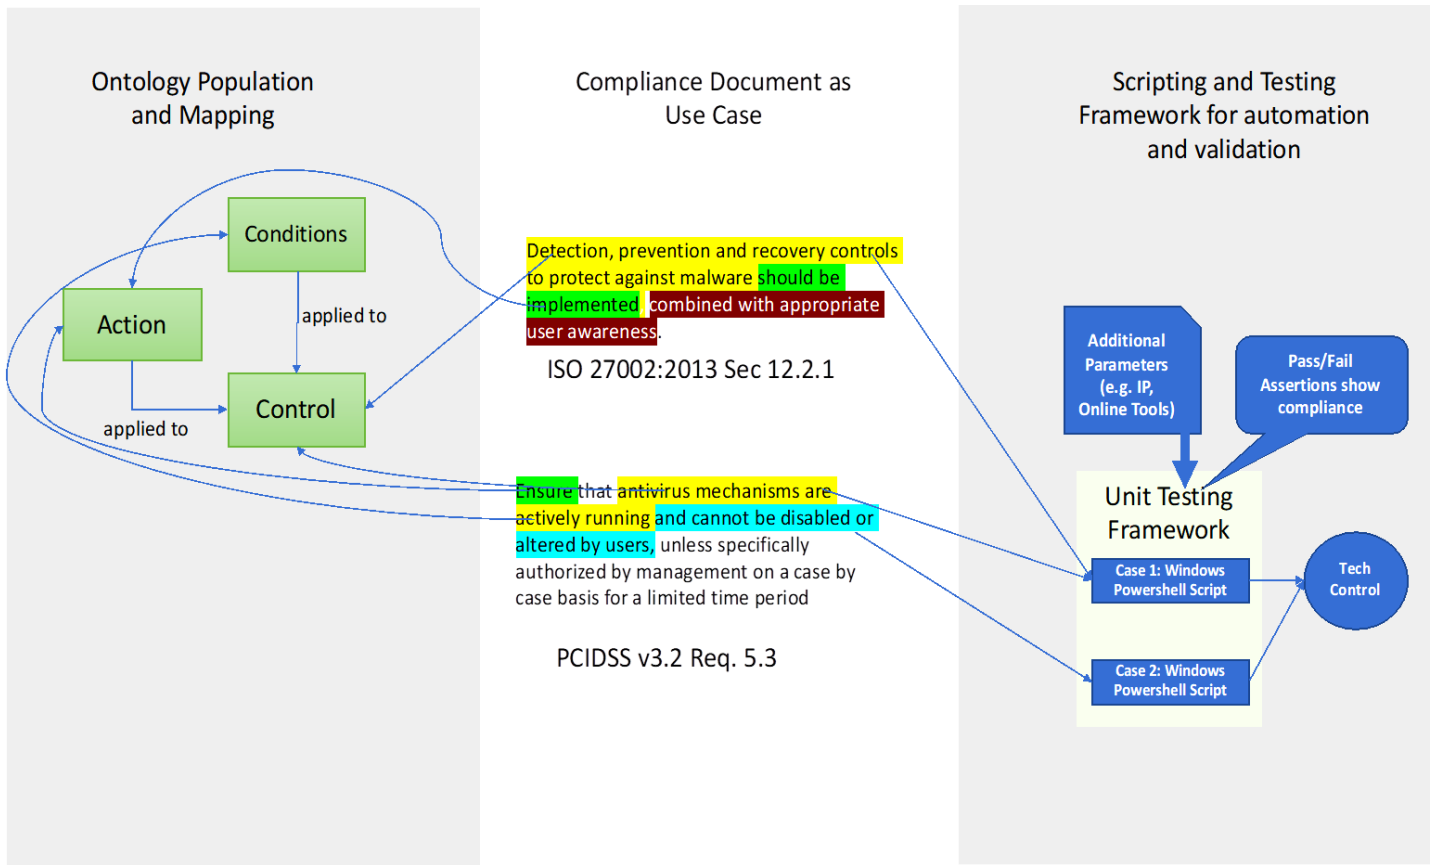 Ontology Population
and Mapping
Conditions
Action
applied to
Control
applied to
Compliance Document as
Use Case
Detection, prevention and recovery controls
to protect against malware should be
implemented combined with appropriate
user awareness.
ISO 27002:2013 Sec 12.2.1
Ensure that antivirus mechanisms are
actively running and cannot be disabled or
altered by users, unless specifically
authorized by management on a case by
case basis for a limited time period
PCIDSS v3.2 Req. 5.3
Scripting and Testing
Framework for automation
and validation
Additional
Parameters
(e.g. IP,
Online Tools)
Pass/Fail
Assertions show
compliance
Unit Testing
Framework
Case 1: Windows
Powershell Script
Tech
Control
Case 2: Windows
Powershell Script